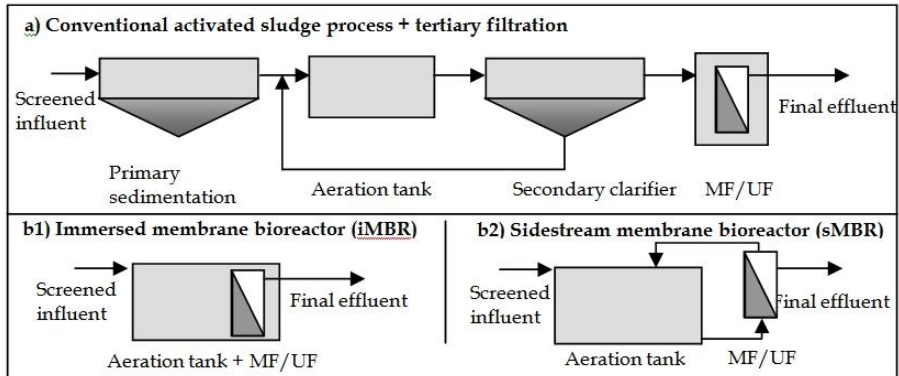 a) Conventional activated sludge process + tertiary filtration
Screened
influent
Primary
sedimentation
Aeration tank
Secondary clarifier
MF/UF
Final effluent
b1) Immersed membrane bioreactor (iMBR)
Screened
influent
Final effluent
Aeration tank + MF/UF
b2) Sidestream membrane bioreactor (sMBR)
Screened
influent
Final effluent
Aeration tank
MF/UF